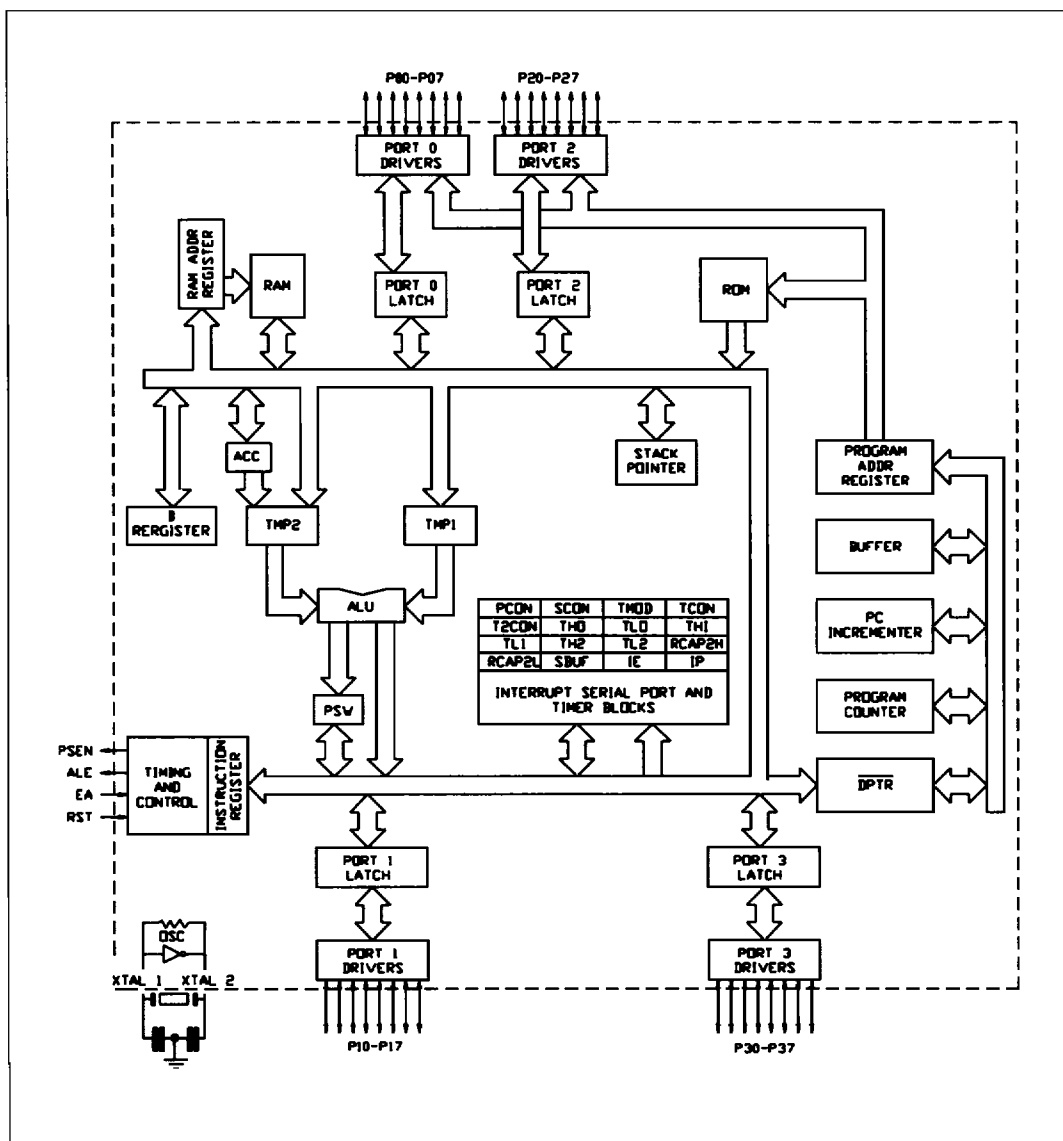 P00-P07
P20-P27
PORT 0
DRIVERS
PORT 2
DRIVERS
RAM ADDR
REGISTER
RAM
PORT 0
LATCH
PORT 2
LATCH
ROM
ACC
STACK
POINTER
PROGRAM
ADDR
REGISTER
B
RERGISTER
TMP2
TMP1
BUFFER
ALU
PCON SCON TMOD TCON
T2CON TH0 TL0 TH1
TL1 TH2 TL2 RCAP2H
RCAP2L SBUF IE IP
INTERRUPT SERIAL PORT AND
TIMER BLOCKS
PC
INCREMENTER
PSW
PROGRAM
COUNTER
PSEN
ALE
EA
RST
TIMING
AND
CONTROL
INSTRUCTION
REGISTER
DPTR
PORT 1
LATCH
PORT 3
LATCH
OSC
PORT 1
DRIVERS
PORT 3
DRIVERS
XTAL 1 XTAL 2
P10-P17
P30-P37